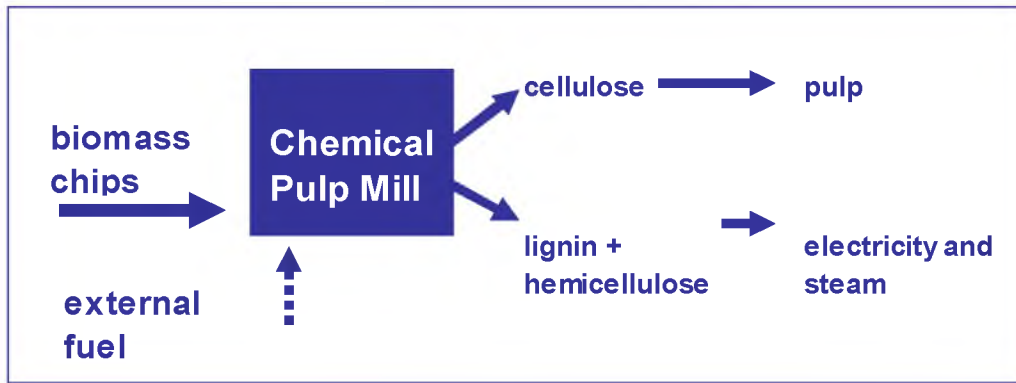 biomass
chips
external
fuel
Chemical
Pulp Mill
cellulose
pulp
lignin +
hemicellulose
electricity and
steam